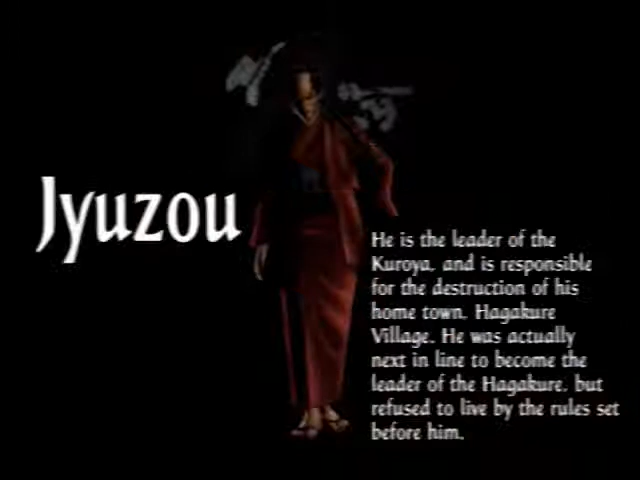 Jyuzou
He is the leader of the
Kuroya, and is responsible
for the destruction of his
home town, Hagakure
Village. He was actually
next in line to become the
leader of the Hagakure, but
refused to live by the rules set
before him.